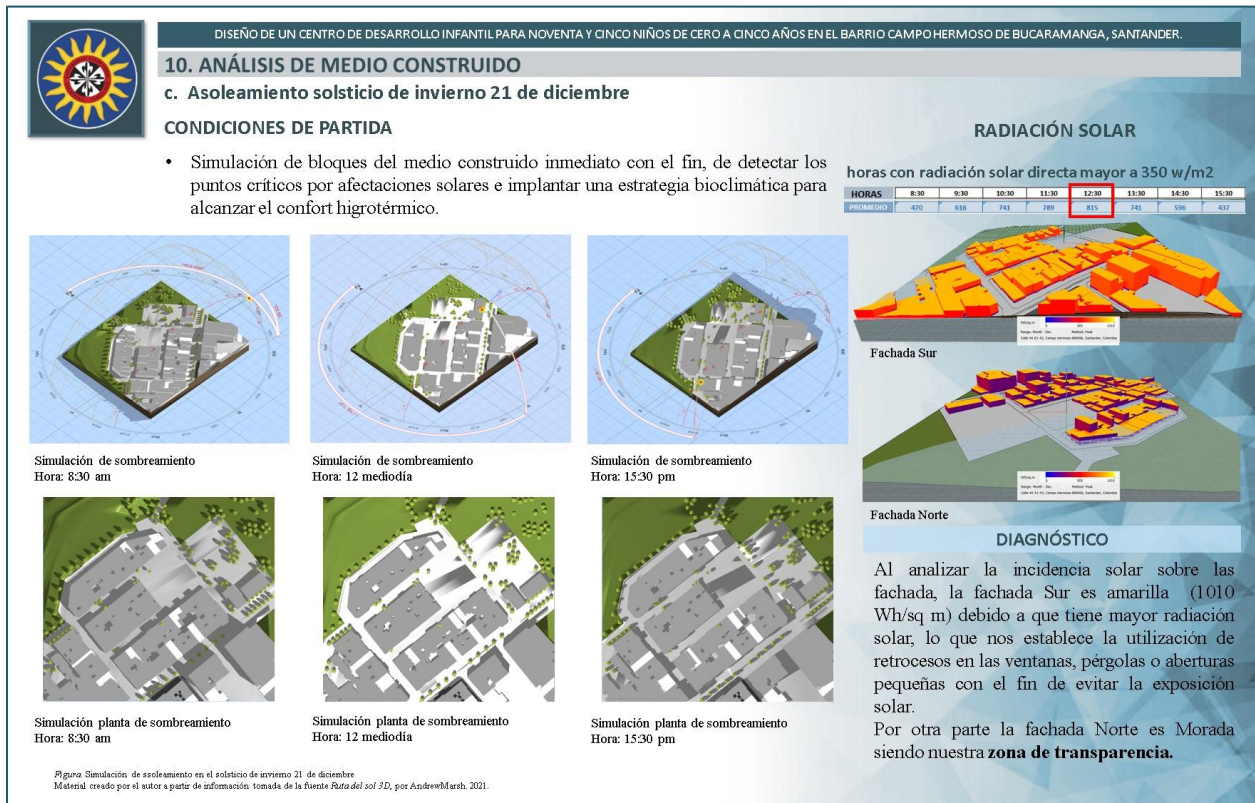 DISEÑO DE UN CENTRO DE DESARROLLO INFANTIL PARA NOVENTA Y CINCO NIÑOS DE CERO A CINCO AÑOS EN EL BARRIO CAMPO HERMOSO DE BUCARAMANGA, SANTANDER.
10. ANÁLISIS DE MEDIO CONSTRUIDO
c. Asoleamiento solsticio de invierno 21 de diciembre
CONDICIONES DE PARTIDA
• Simulación de bloques del medio construido inmediato con el fin, de detectar los
puntos críticos por afectaciones solares e implantar una estrategia bioclimática para
alcanzar el confort higrotérmico.
Simulación de sombreamiento
Hora: 8:30 am
Simulación de sombreamiento
Hora: 12 mediodía
Simulación de sombreamiento
Hora: 15:30 pm
Simulación planta de sombreamiento
Hora: 8:30 am
Simulación planta de sombreamiento
Hora: 12 mediodía
Simulación planta de sombreamiento
Hora: 15:30 pm
Figura. Simulación de asoleamiento en el solsticio de invierno 21 de diciembre
Material creado por el autor a partir de información tomada de la fuente Ruta del sol 3D, por AndrewMarsh. 2021.
RADIACIÓN SOLAR
horas con radiación solar directa mayor a 350 w/m2
HORAS 8:30 9:30 10:30 11:30 12:30 13:30 14:30 15:30
PROMEDIO 470 616 741 789 815 741 596 437
Fachada Sur
Fachada Norte
DIAGNÓSTICO
Al analizar la incidencia solar sobre las
fachada, la fachada Sur es amarilla (1010
Wh/sq m) debido a que tiene mayor radiación
solar, lo que nos establece la utilización de
retrocesos en las ventanas, pérgolas o aberturas
pequeñas con el fin de evitar la exposición
solar.
Por otra parte la fachada Norte es Morada
siendo nuestra zona de transparencia.